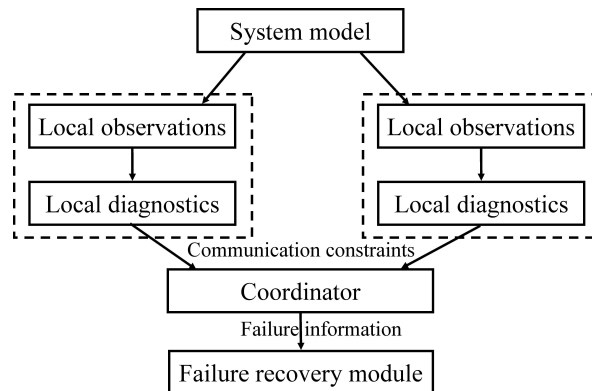 System model
Local observations
Local observations
Local diagnostics
Local diagnostics
Communication constraints
Coordinator
Failure information
Failure recovery module